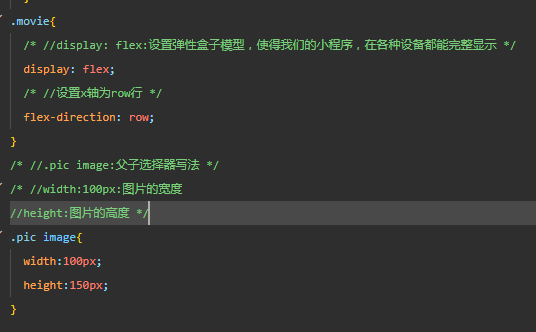 }
.movie{
/* //display: flex:设置弹性盒子模型，使得我们的小程序，在各种设备都能完整显示 */
display: flex;
/* //设置x轴为row行 */
flex-direction: row;
}
/* //.pic image:父子选择器写法 */
/* //width:100px:图片的宽度
//height:图片的高度 */
.pic image{
width:100px;
height:150px;
}